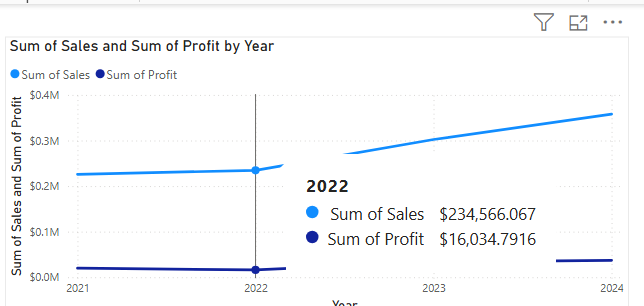 Sum of Sales and Sum of Profit by Year
Sum of Sales Sum of Profit
Sum of Sales and Sum of Profit
$0.4M
$0.3M
$0.2M
$0.1M
$0.0M
2022
Sum of Sales $234,566.067
Sum of Profit $16,034.7916
2021 2022 2023 2024
Year